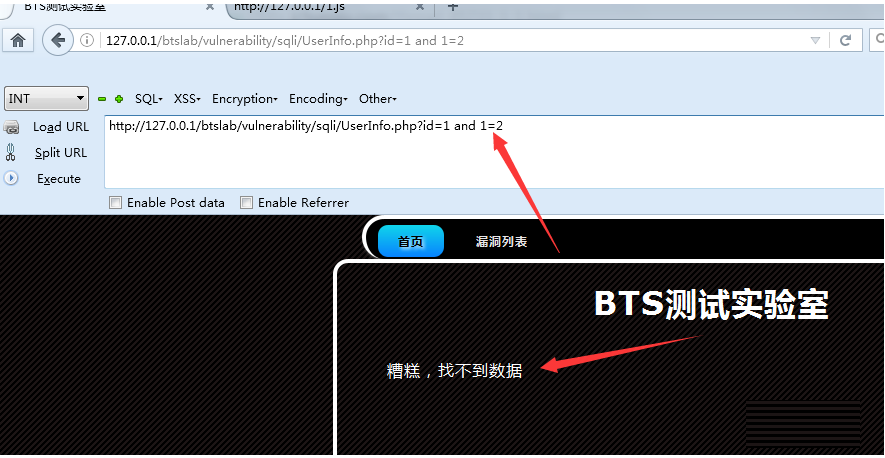 BTS测试实验室 × http://127.0.0.1/1.js × +
127.0.0.1/btslab/vulnerability/sqli/UserInfo.php?id=1 and 1=2
INT SQL XSS Encryption Encoding Other
Load URL http://127.0.0.1/btslab/vulnerability/sqli/UserInfo.php?id=1 and 1=2
Split URL
Execute
Enable Post data Enable Referrer
首页 漏洞列表
BTS测试实验室
糟糕，找不到数据